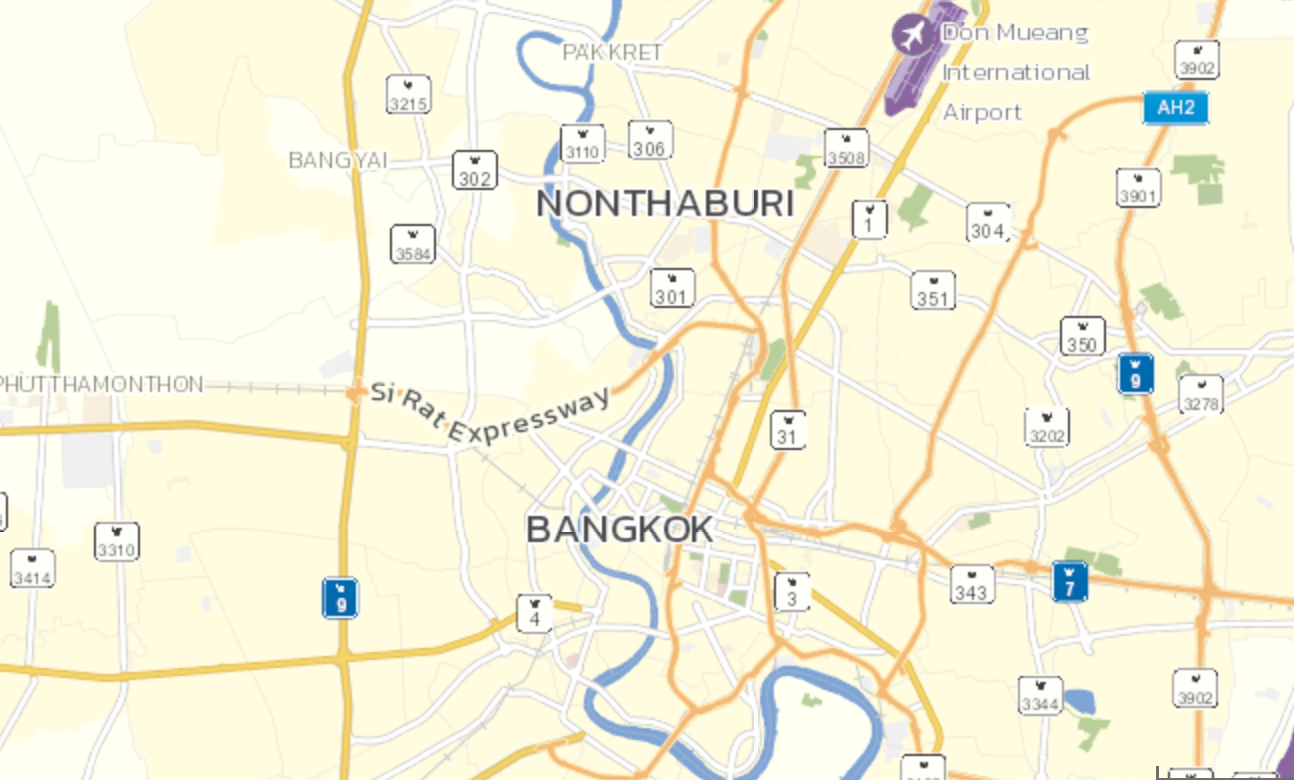 Don Mueang
International
Airport
PAK KRET
3902
AH2
3215
3110
306
3508
BANG YAI
302
3901
NONTHABURI
1
304
3584
301
351
350
9
PHUTTHAMONTHON
Si Rat Expressway
3278
31
3202
BANGKOK
3310
3414
9
4
3
343
7
3344
3902